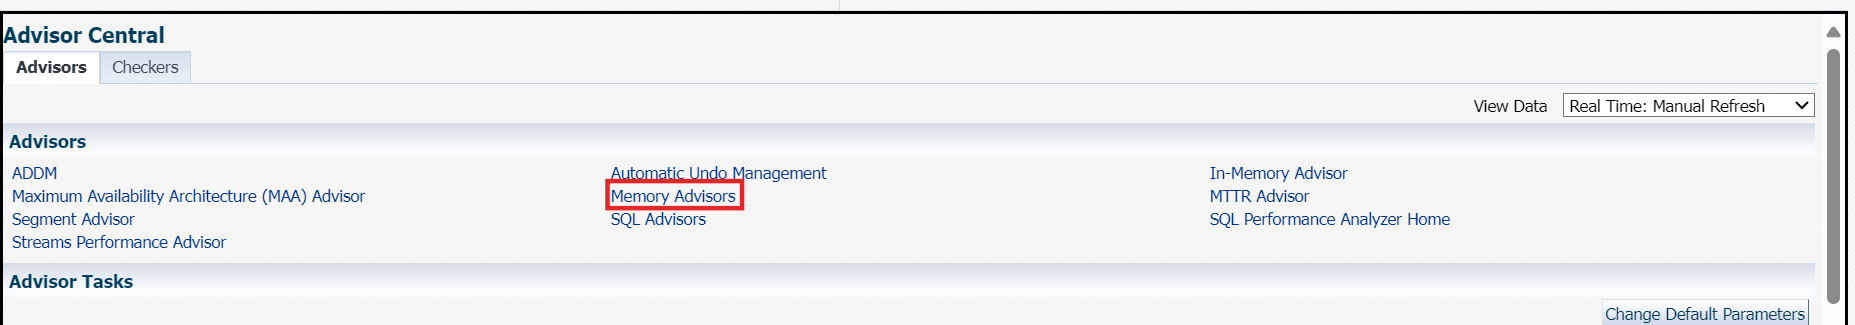 Advisor Central
Advisors Checkers
View Data Real Time: Manual Refresh
Advisors
ADDM Automatic Undo Management In-Memory Advisor
Maximum Availability Architecture (MAA) Advisor Memory Advisors MTTR Advisor
Segment Advisor SQL Advisors SQL Performance Analyzer Home
Streams Performance Advisor
Advisor Tasks
Change Default Parameters